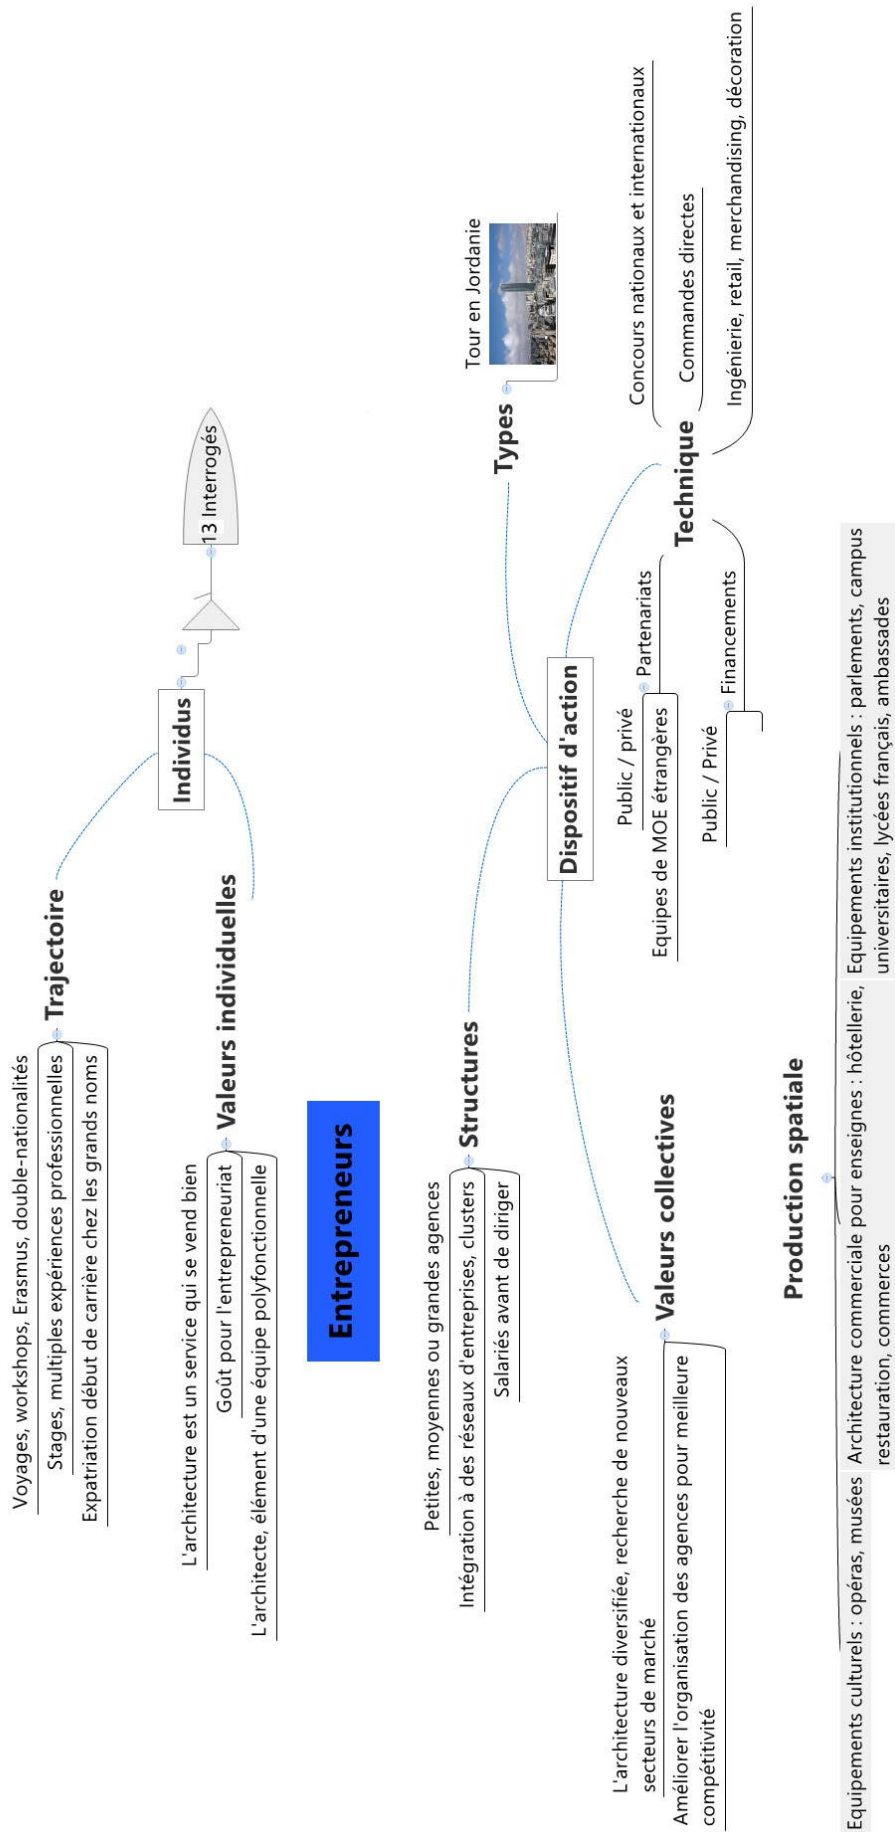 Voyages, workshops, Erasmus, double-nationalités
Stages, multiples expériences professionnelles
Expatriation début de carrière chez les grands noms
Trajectoire
L'architecture est un service qui se vend bien
Goût pour l'entrepreneuriat
L'architecte, élément d'une équipe polyfonctionnelle
Valeurs individuelles
Individus
13 Interrogés
Entrepreneurs
Petites, moyennes ou grandes agences
Intégration à des réseaux d'entreprises, clusters
Salariés avant de diriger
Structures
Types
Tour en Jordanie
Dispositif d'action
L'architecture diversifiée, recherche de nouveaux
secteurs de marché
Améliorer l'organisation des agences pour meilleure
compétitivité
Valeurs collectives
Public / privé
Equipes de MOE étrangères
Partenariats
Public / Privé
Financements
Technique
Concours nationaux et internationaux
Commandes directes
Ingénierie, retail, merchandising, décoration
Production spatiale
Equipements culturels : opéras, musées
Architecture commerciale pour enseignes : hôtellerie,
restauration, commerces
Equipements institutionnels : parlements, campus
universitaires, lycées français, ambassades